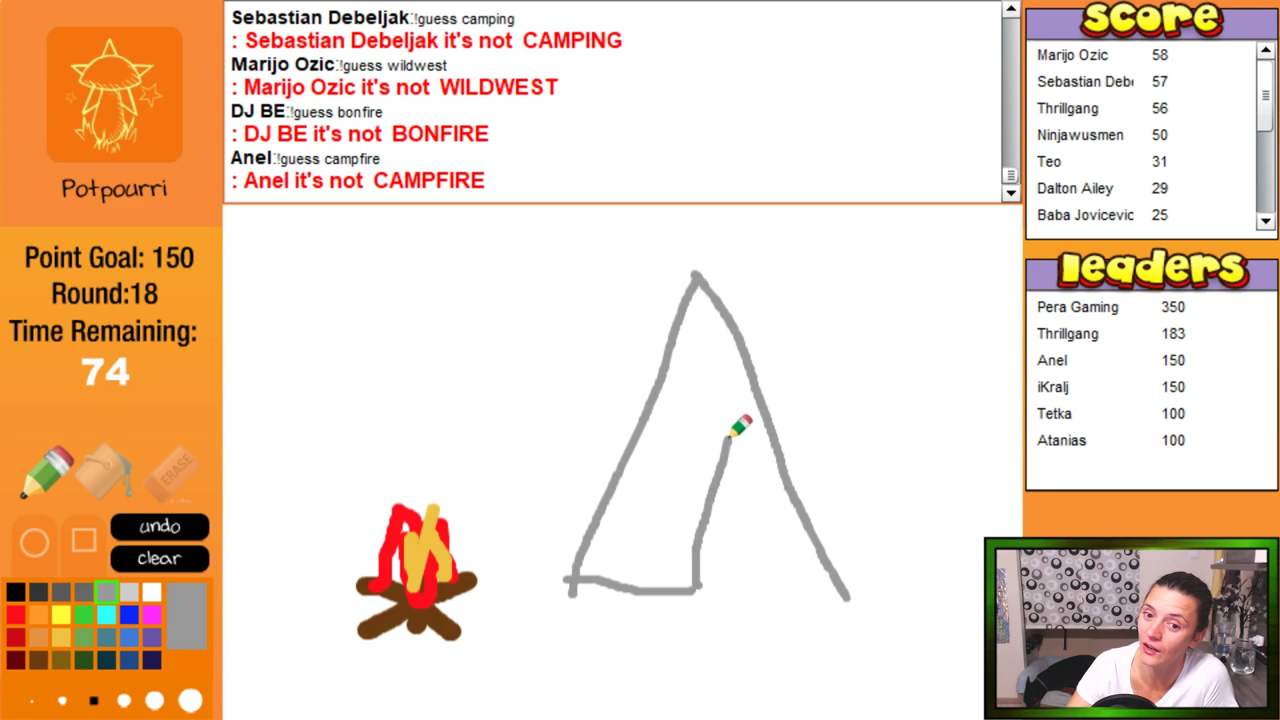 Potpourri
Point Goal: 150
Round:18
Time Remaining:
74
ERASE
undo
clear
Sebastian Debeljak:!guess camping
: Sebastian Debeljak it's not CAMPING
Marijo Ozic:!guess wildwest
: Marijo Ozic it's not WILDWEST
DJ BE:!guess bonfire
: DJ BE it's not BONFIRE
Anel:!guess campfire
: Anel it's not CAMPFIRE
score
Marijo Ozic 58
Sebastian Deb 57
Thrillgang 56
Ninjawusmen 50
Teo 31
Dalton Ailey 29
Baba Jovicevic 25
leaders
Pera Gaming 350
Thrillgang 183
Anel 150
iKralj 150
Tetka 100
Atanias 100